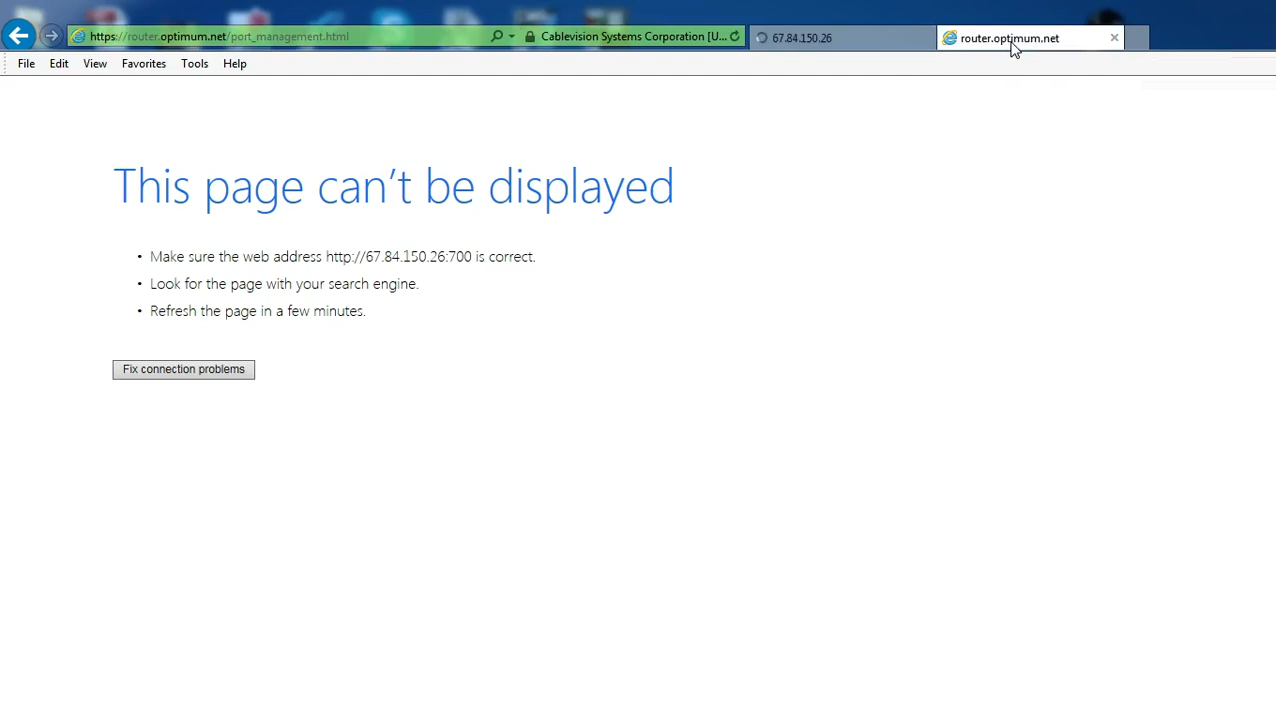 https://router.optimum.net/port_management.html
Cablevision Systems Corporation [U...
67.84.150.26
router.optimum.net
File Edit View Favorites Tools Help
This page can't be displayed
• Make sure the web address http://67.84.150.26:700 is correct.
• Look for the page with your search engine.
• Refresh the page in a few minutes.
Fix connection problems